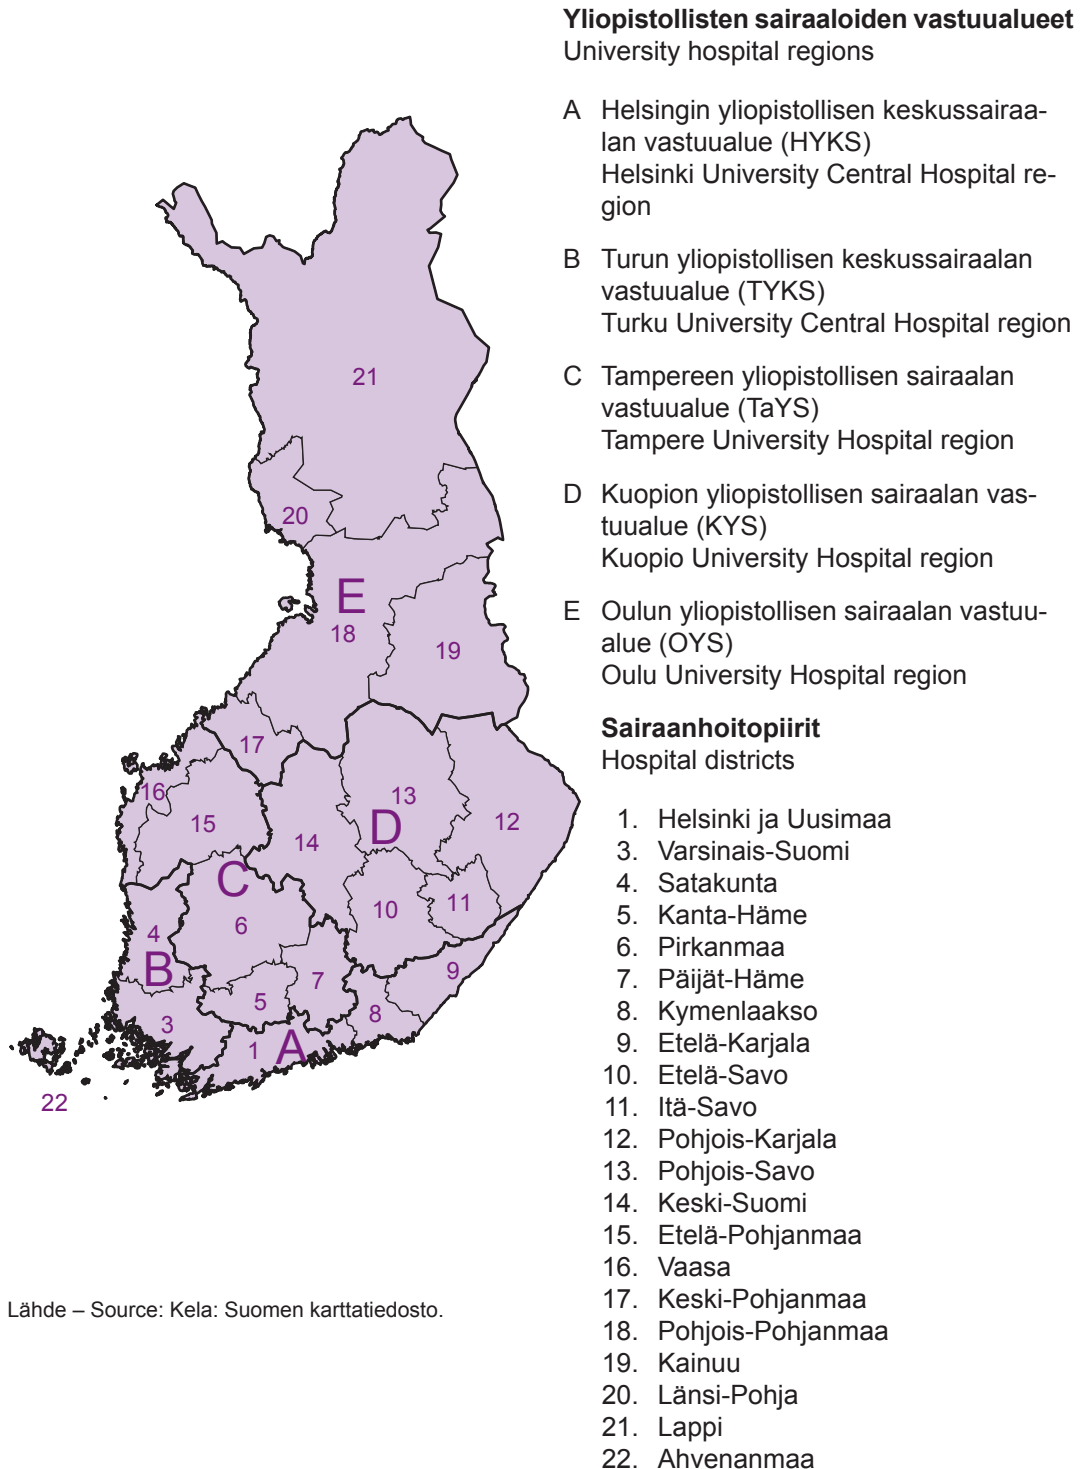 Yliopistollisten sairaaloiden vastuualueet
University hospital regions
A Helsingin yliopistollisen keskussairaa-
lan vastuualue (HYKS)
Helsinki University Central Hospital re-
gion
B Turun yliopistollisen keskussairaalan
vastuualue (TYKS)
Turku University Central Hospital region
C Tampereen yliopistollisen sairaalan
vastuualue (TaYS)
Tampere University Hospital region
D Kuopion yliopistollisen sairaalan vas-
tuualue (KYS)
Kuopio University Hospital region
E Oulun yliopistollisen sairaalan vastuu-
alue (OYS)
Oulu University Hospital region
Sairaanhoitopiirit
Hospital districts
1. Helsinki ja Uusimaa
3. Varsinais-Suomi
4. Satakunta
5. Kanta-Häme
6. Pirkanmaa
7. Päijät-Häme
8. Kymenlaakso
9. Etelä-Karjala
10. Etelä-Savo
11. Itä-Savo
12. Pohjois-Karjala
13. Pohjois-Savo
14. Keski-Suomi
15. Etelä-Pohjanmaa
16. Vaasa
17. Keski-Pohjanmaa
18. Pohjois-Pohjanmaa
19. Kainuu
20. Länsi-Pohja
21. Lappi
22. Ahvenanmaa
21
20
E
18
19
17
16
15
13
D
12
14
C
11
10
6
4
B
9
7
5
8
3
1
A
22
Lähde – Source: Kela: Suomen karttatiedosto.